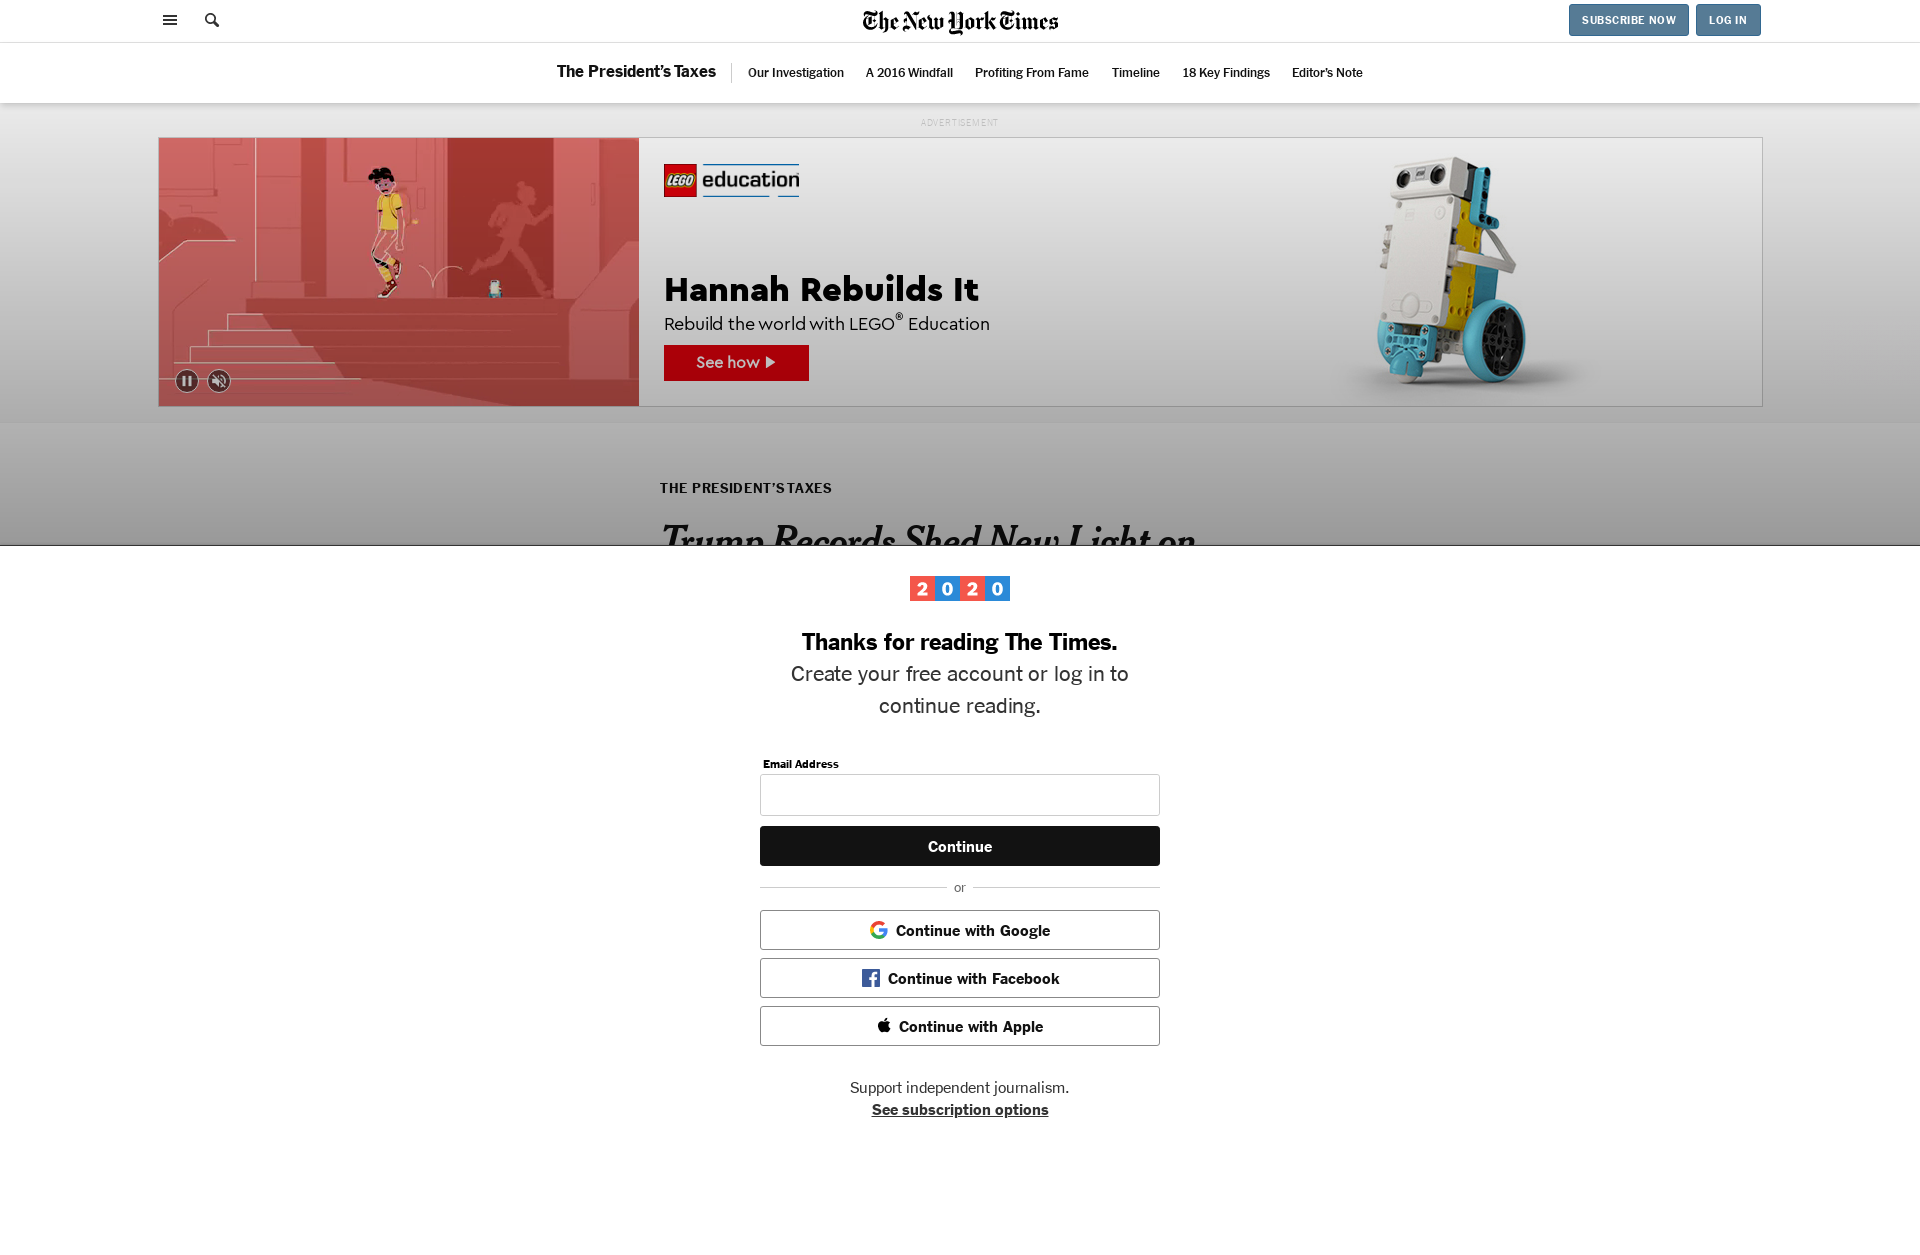 The New York Times
SUBSCRIBE NOW
LOG IN
The President’s Taxes
Our Investigation
A 2016 Windfall
Profiting From Fame
Timeline
18 Key Findings
Editor’s Note
ADVERTISEMENT
LEGO education
Hannah Rebuilds It
Rebuild the world with LEGO® Education
See how
THE PRESIDENT’S TAXES
Trump Records Shed New Light on
2020
Thanks for reading The Times.
Create your free account or log in to
continue reading.
Email Address
Continue
or
Continue with Google
Continue with Facebook
Continue with Apple
Support independent journalism.
See subscription options